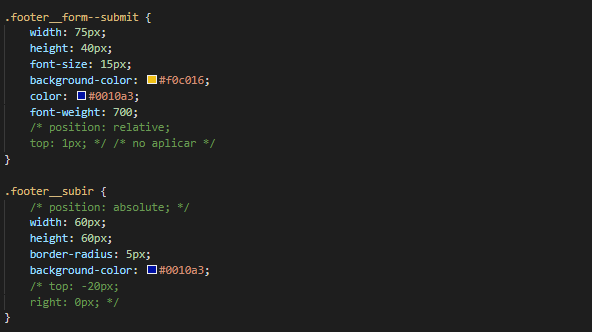 .footer__form--submit {
    width: 75px;
    height: 40px;
    font-size: 15px;
    background-color: #f0c016;
    color: #0010a3;
    font-weight: 700;
    /* position: relative;
    top: 1px; */ /* no aplicar */
}

.footer__subir {
    /* position: absolute; */
    width: 60px;
    height: 60px;
    border-radius: 5px;
    background-color: #0010a3;
    /* top: -20px;
    right: 0px; */
}